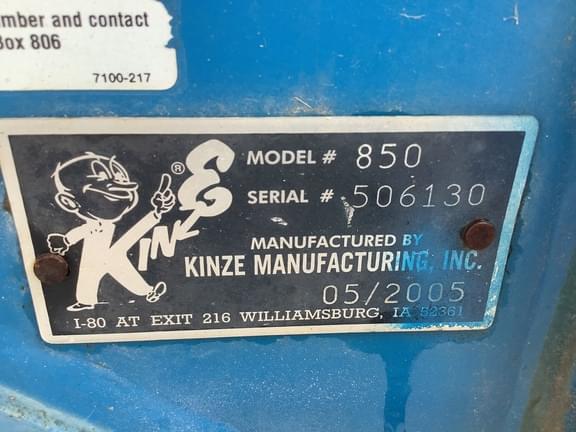 mber and contact
Box 806
7100-217
KINZE ®
MODEL # 850
SERIAL # 506130
MANUFACTURED BY
KINZE MANUFACTURING, INC.
05/2005
I-80 AT EXIT 216 WILLIAMSBURG, IA 52361